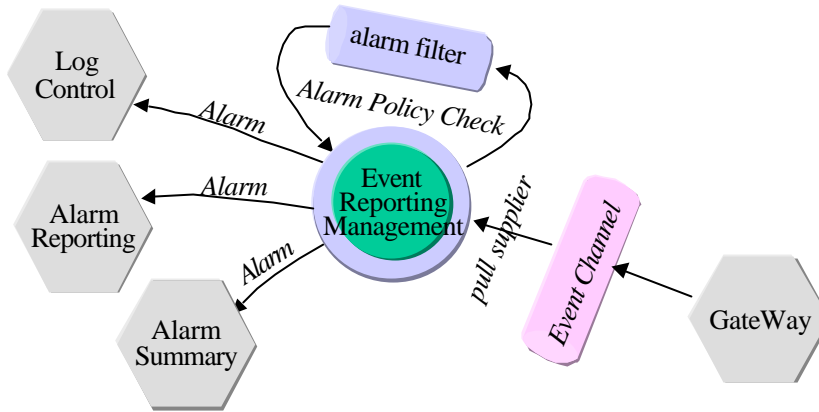 Log
Control
alarm filter
Alarm Policy Check
Alarm
Alarm
Reporting
Alarm
Event
Reporting
Management
Alarm
Alarm
Summary
pull supplier
Event Channel
GateWay